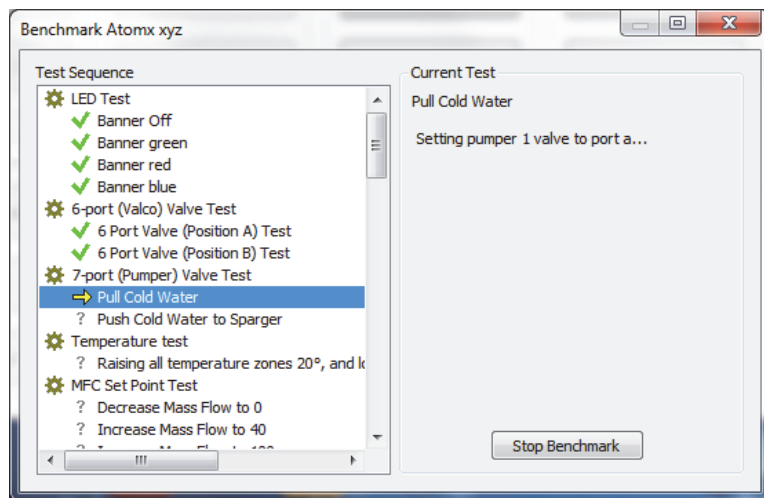 Benchmark Atomx xyz
Test Sequence
LED Test
Banner Off
Banner green
Banner red
Banner blue
6-port (Valco) Valve Test
6 Port Valve (Position A) Test
6 Port Valve (Position B) Test
7-port (Pumper) Valve Test
Pull Cold Water
? Push Cold Water to Sparger
Temperature test
? Raising all temperature zones 20°, and
MFC Set Point Test
? Decrease Mass Flow to 0
? Increase Mass Flow to 40
Current Test
Pull Cold Water
Setting pumper 1 valve to port a...
Stop Benchmark